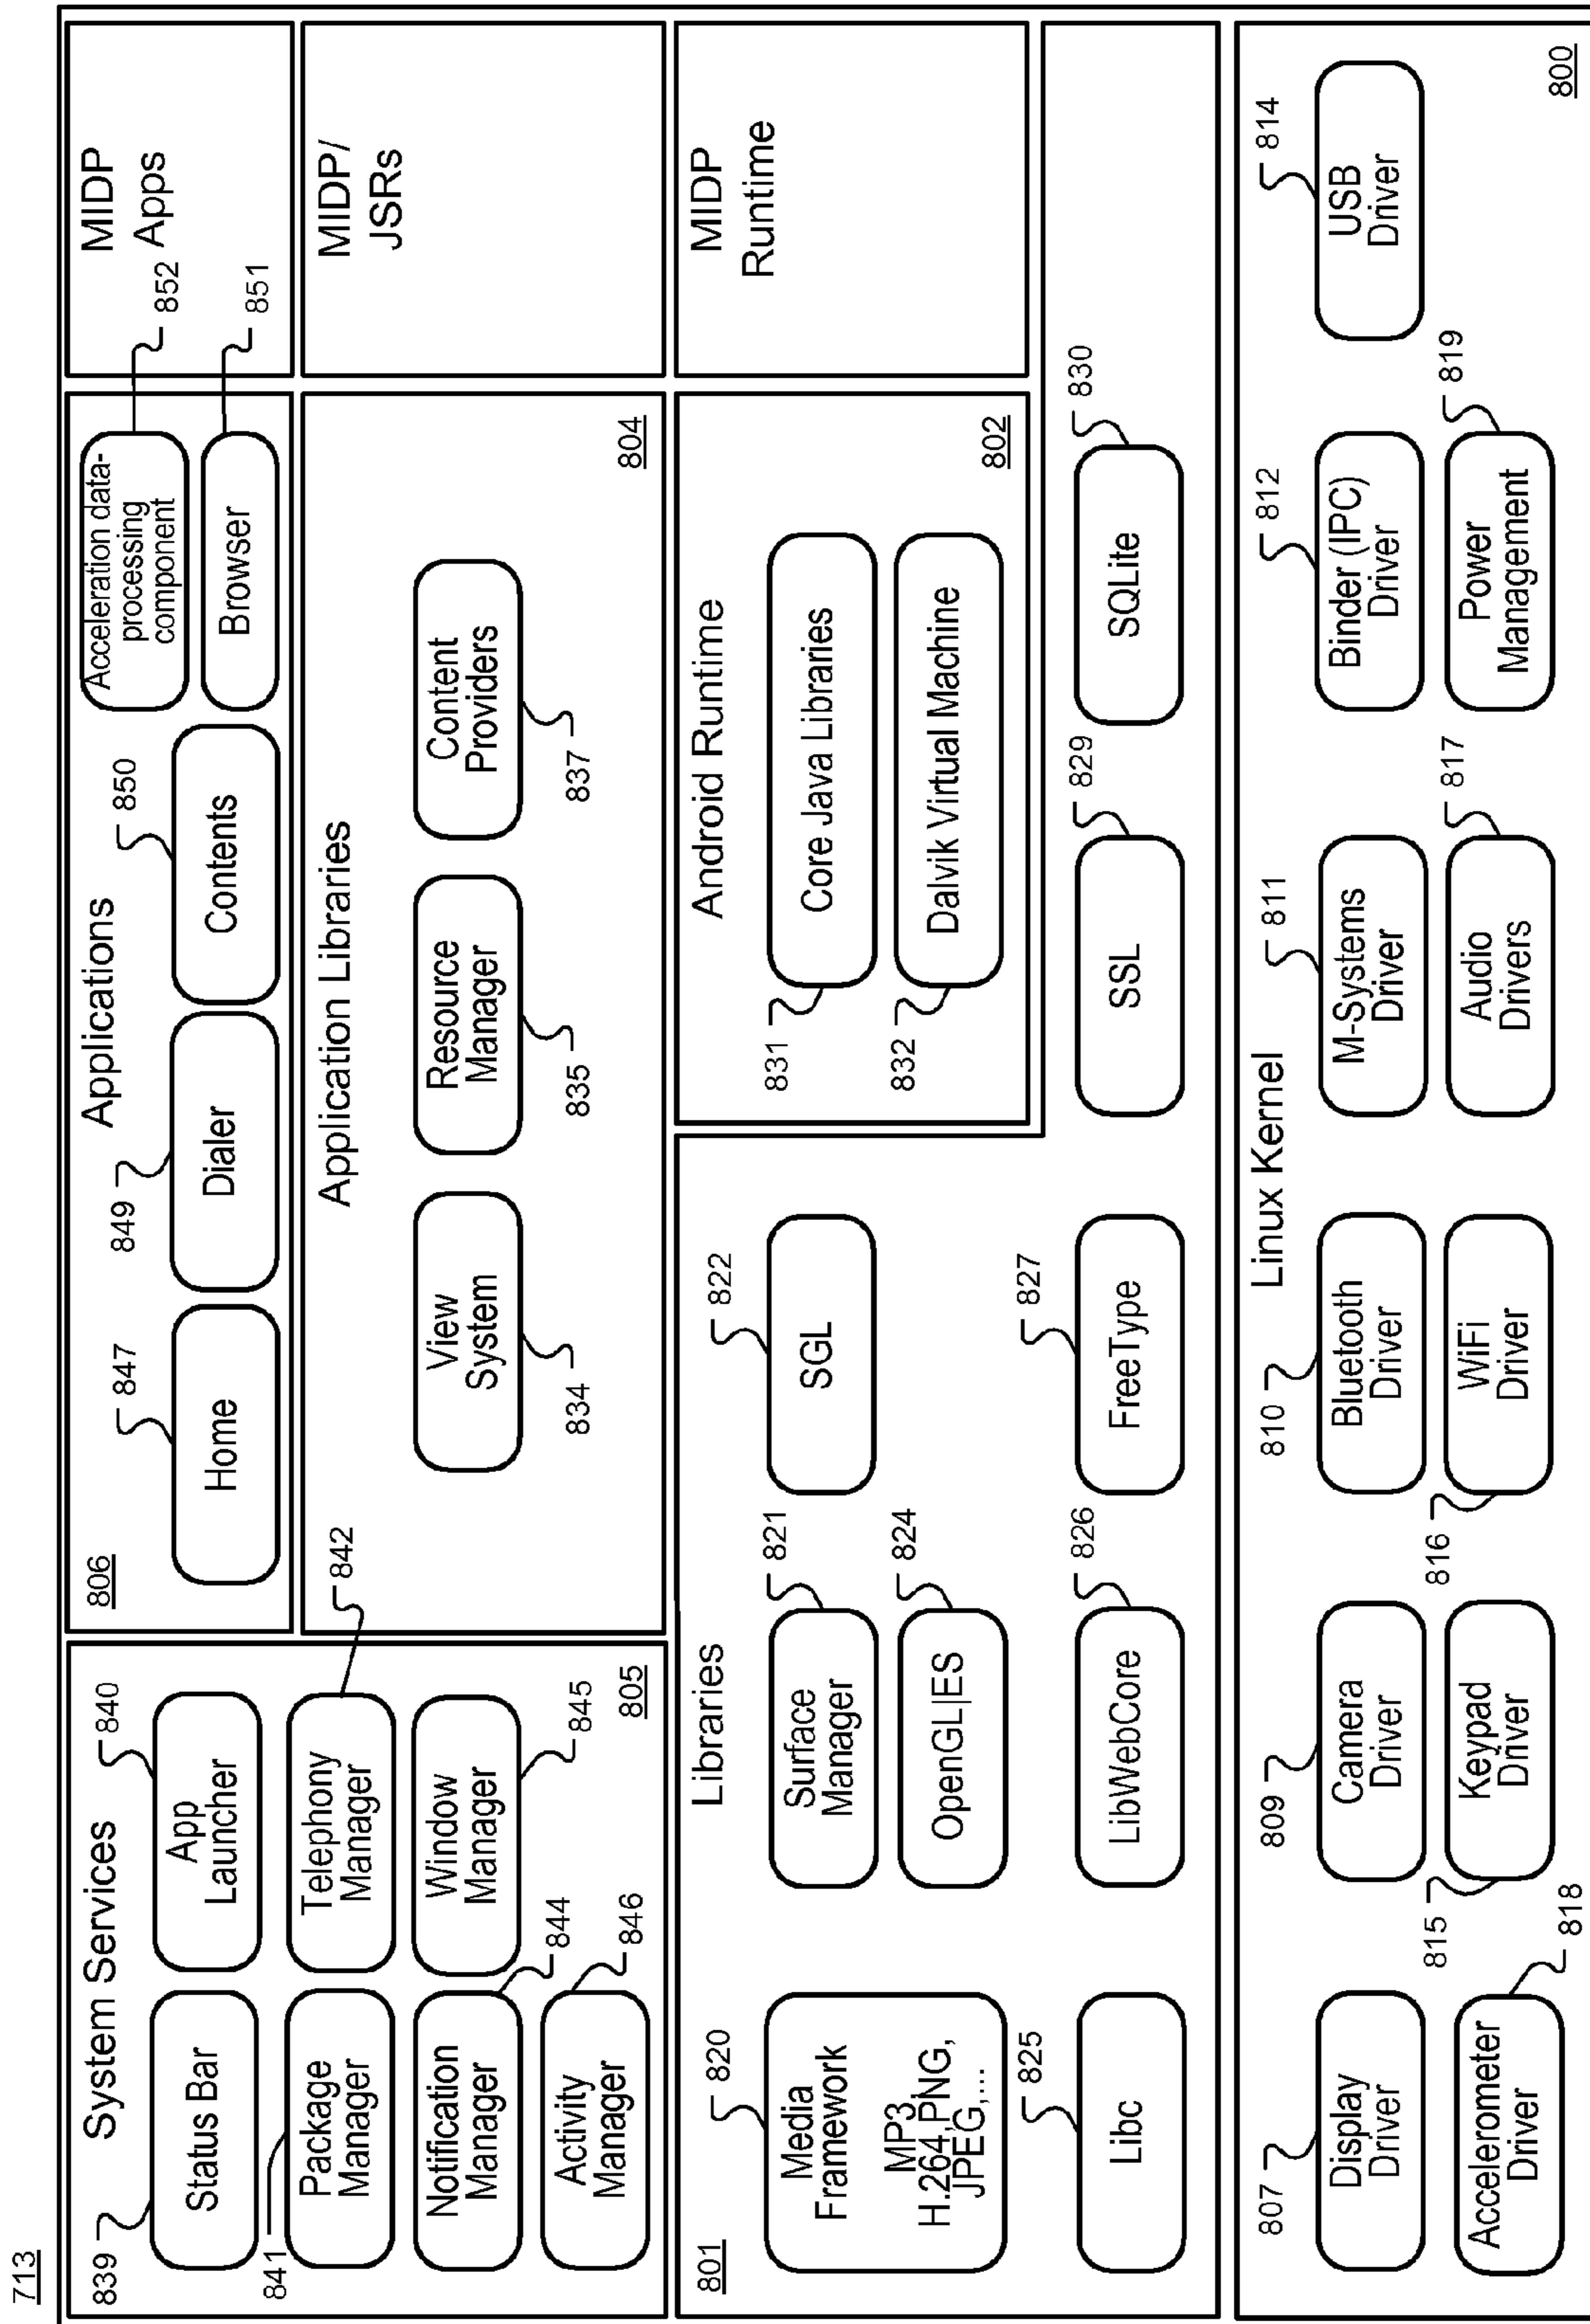 713
System Services
839
Status Bar
840
App
Launcher
841
Package
Manager
842
Telephony
Manager
Notification
Manager
844
Window
Manager
845
Activity
Manager
846
805
806
Applications
847
Home
849
Dialer
850
Contents
Acceleration data-
processing
component
852
Browser
851
MIDP
Apps
Application Libraries
View
System
834
Resource
Manager
835
Content
Providers
837
804
MIDP/
JSRs
801
Libraries
820
Media
Framework
MP3
H.264,PNG,
JPEG,...
821
Surface
Manager
822
SGL
824
OpenGL|ES
825
Libc
826
LibWebCore
827
FreeType
829
SSL
830
SQLite
Android Runtime
831
Core Java Libraries
832
Dalvik Virtual Machine
802
MIDP
Runtime
Linux Kernel
807
Display
Driver
809
Camera
Driver
810
Bluetooth
Driver
811
M-Systems
Driver
812
Binder (IPC)
Driver
814
USB
Driver
Accelerometer
Driver
818
815
Keypad
Driver
816
WiFi
Driver
817
Audio
Drivers
819
Power
Management
800